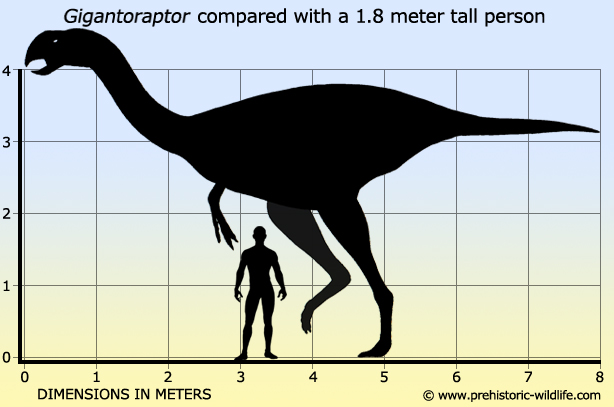 Gigantoraptor compared with a 1.8 meter tall person
4
3
2
1
0
0 1 2 3 4 5 6 7 8
DIMENSIONS IN METERS © www.prehistoric-wildlife.com